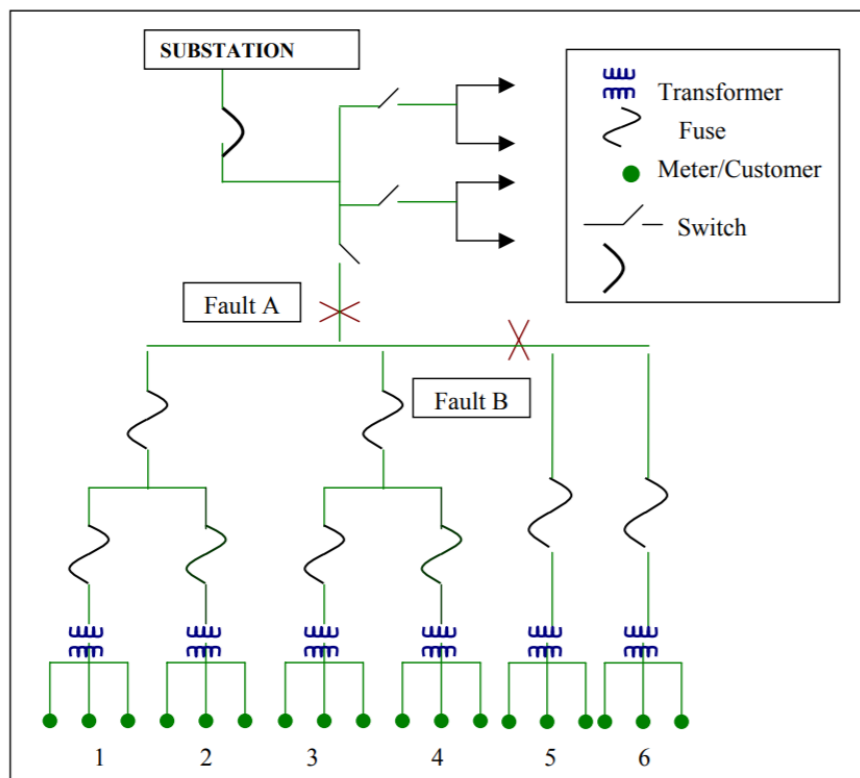 SUBSTATION
Transformer
Fuse
Meter/Customer
Switch
Fault A
Fault B
1 2 3 4 5 6